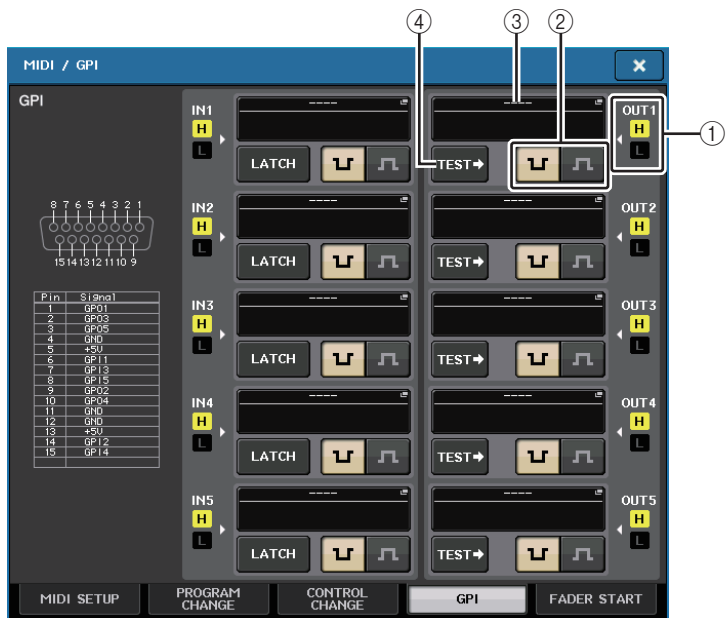 ④ ③ ②
MIDI / GPI ×
GPI
IN1 ---- ---- OUT1
H H ①
L LATCH TEST L
IN2 ---- ---- OUT2
H H
L LATCH TEST L
8 7 6 5 4 3 2 1
15 14 13 12 11 10 9
Pin Signal
1 GPO1
2 GPO3
3 GPO5
4 GND
5 +5V
6 GPI1
7 GPI3
8 GPI5
9 GPO2
10 GPO4
11 GND
12 GND
13 +5V
14 GPI2
15 GPI4
IN3 ---- ---- OUT3
H H
L LATCH TEST L
IN4 ---- ---- OUT4
H H
L LATCH TEST L
IN5 ---- ---- OUT5
H H
L LATCH TEST L
MIDI SETUP PROGRAM CHANGE CONTROL CHANGE GPI FADER START